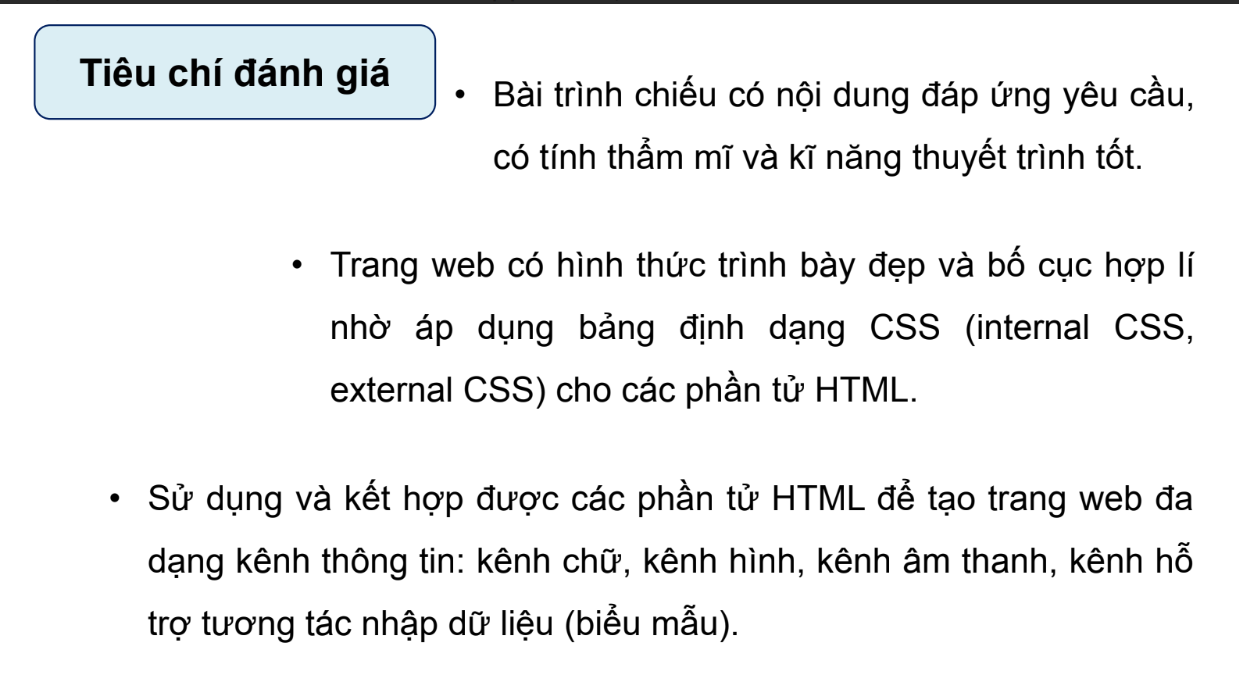 Tiêu chí đánh giá
• Bài trình chiếu có nội dung đáp ứng yêu cầu,
có tính thẩm mĩ và kĩ năng thuyết trình tốt.
• Trang web có hình thức trình bày đẹp và bố cục hợp lí
nhờ áp dụng bảng định dạng CSS (internal CSS,
external CSS) cho các phần tử HTML.
• Sử dụng và kết hợp được các phần tử HTML để tạo trang web đa
dạng kênh thông tin: kênh chữ, kênh hình, kênh âm thanh, kênh hỗ
trợ tương tác nhập dữ liệu (biểu mẫu).